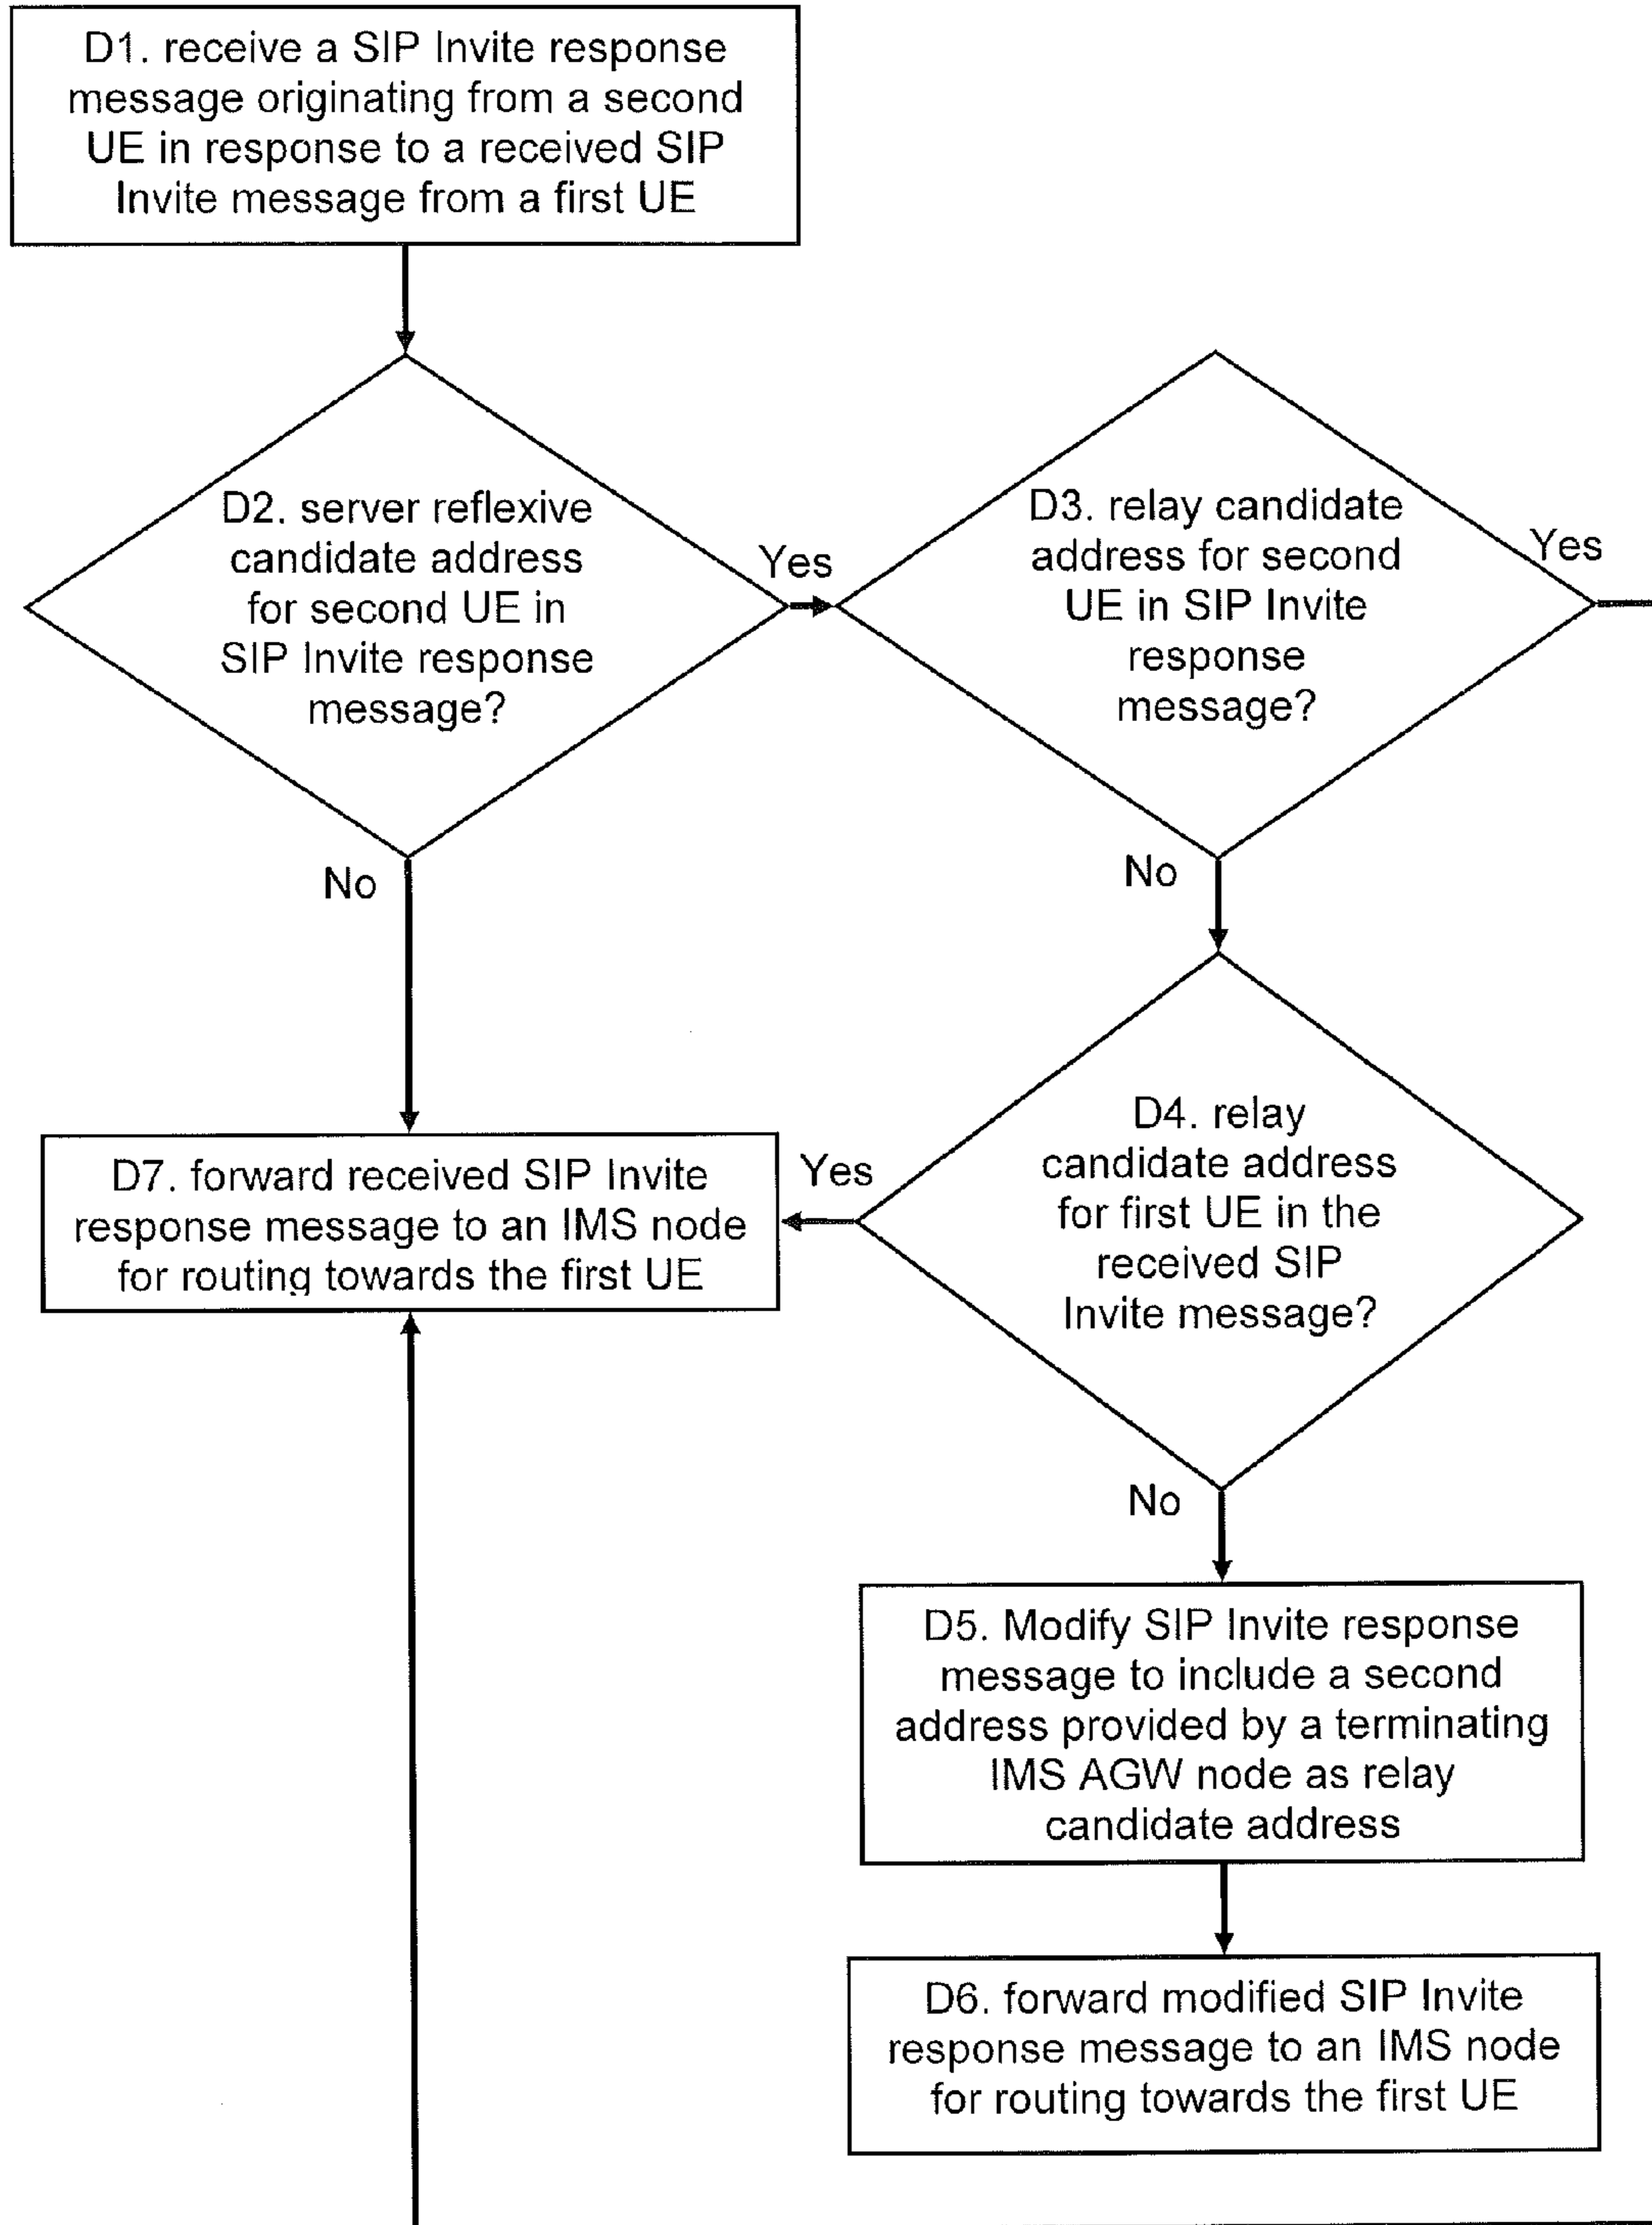 D1. receive a SIP Invite response
message originating from a second
UE in response to a received SIP
Invite message from a first UE
D2. server reflexive
candidate address
for second UE in
SIP Invite response
message?
Yes
No
D3. relay candidate
address for second
UE in SIP Invite
response
message?
Yes
No
D4. relay
candidate address
for first UE in the
received SIP
Invite message?
Yes
No
D7. forward received SIP Invite
response message to an IMS node
for routing towards the first UE
D5. Modify SIP Invite response
message to include a second
address provided by a terminating
IMS AGW node as relay
candidate address
D6. forward modified SIP Invite
response message to an IMS node
for routing towards the first UE